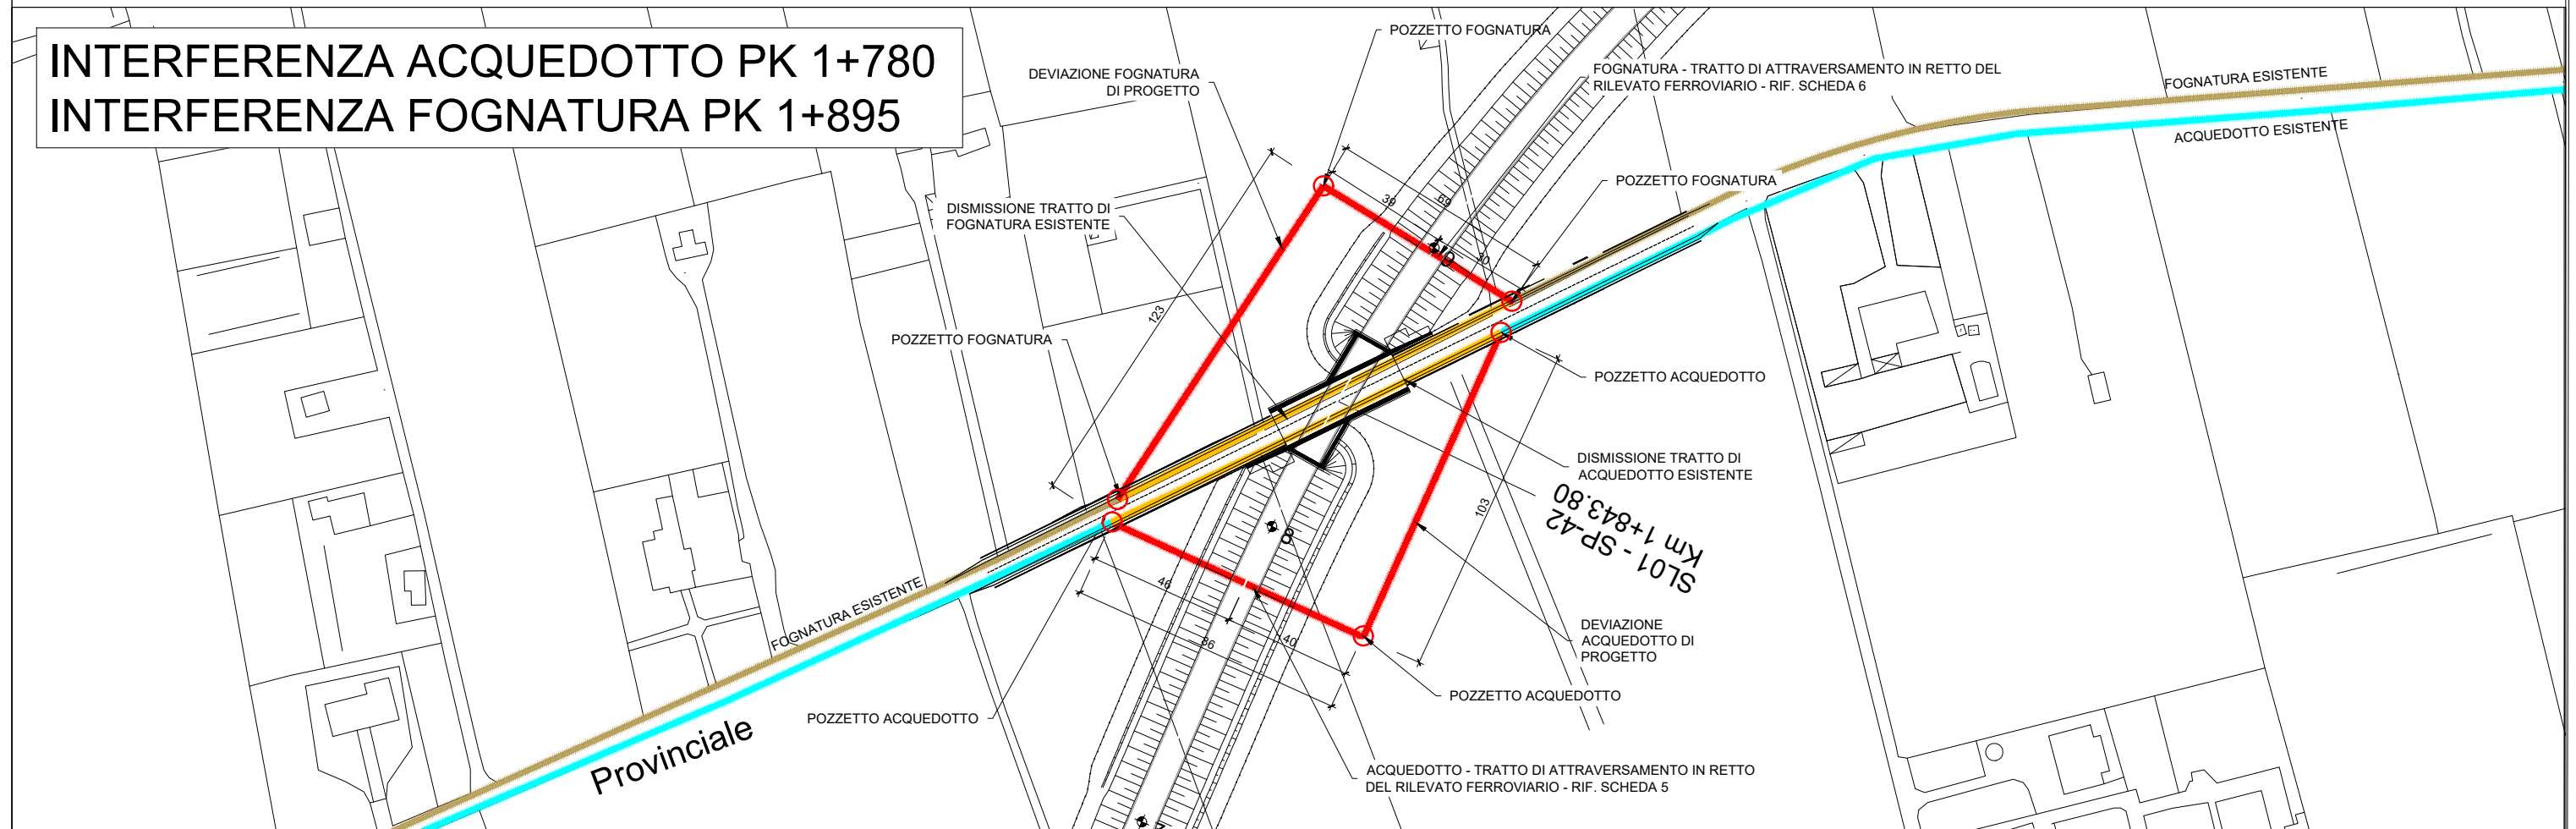 INTERFERENZA ACQUEDOTTO PK 1+780
INTERFERENZA FOGNATURA PK 1+895
POZZETTO FOGNATURA
DEVIAZIONE FOGNATURA
DI PROGETTO
FOGNATURA - TRATTO DI ATTRAVERSAMENTO IN RETTO DEL
RILEVATO FERROVIARIO - RIF. SCHEDA 6
FOGNATURA ESISTENTE
ACQUEDOTTO ESISTENTE
POZZETTO FOGNATURA
DISMISSIONE TRATTO DI
FOGNATURA ESISTENTE
39
69
30
123
POZZETTO FOGNATURA
POZZETTO ACQUEDOTTO
DISMISSIONE TRATTO DI
ACQUEDOTTO ESISTENTE
SL01 - SP-42
Km 1+843.80
103
8
46
40
86
FOGNATURA ESISTENTE
DEVIAZIONE
ACQUEDOTTO DI
PROGETTO
POZZETTO ACQUEDOTTO
POZZETTO ACQUEDOTTO
Provinciale
ACQUEDOTTO - TRATTO DI ATTRAVERSAMENTO IN RETTO
DEL RILEVATO FERROVIARIO - RIF. SCHEDA 5